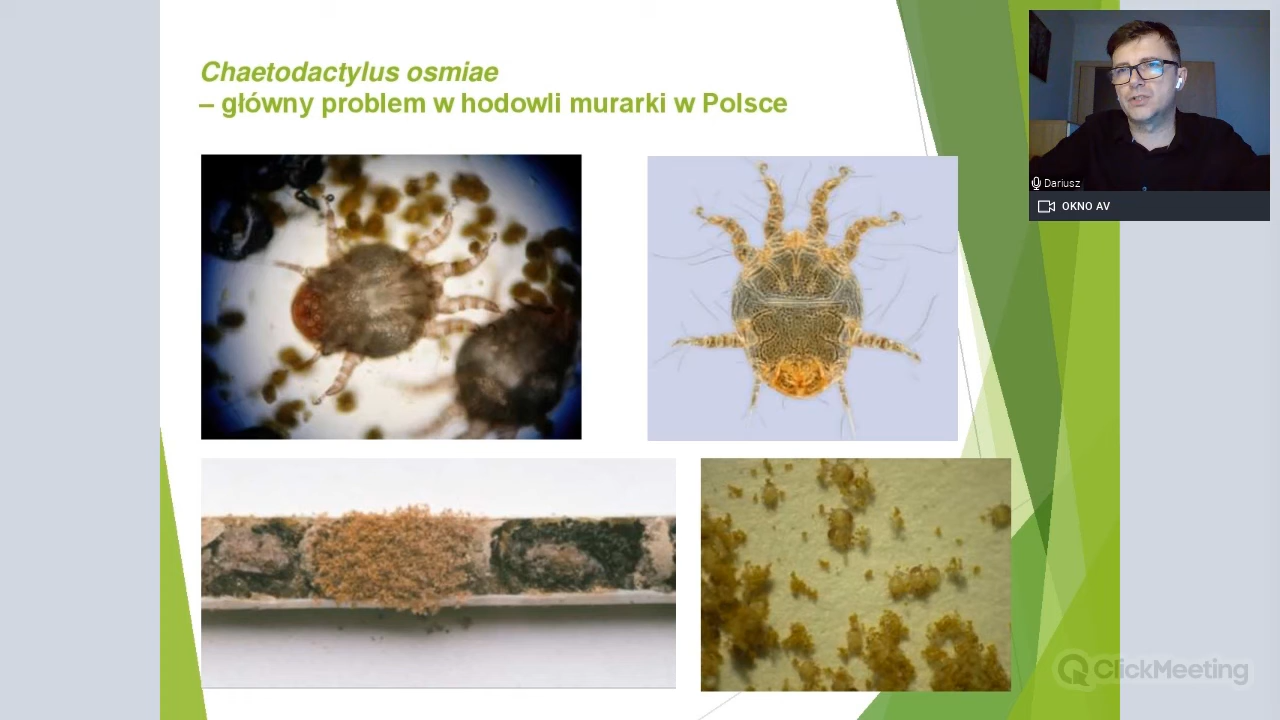 Chaetodactylus osmiae
– główny problem w hodowli murarki w Polsce
Dariusz
OKNO AV
ClickMeeting